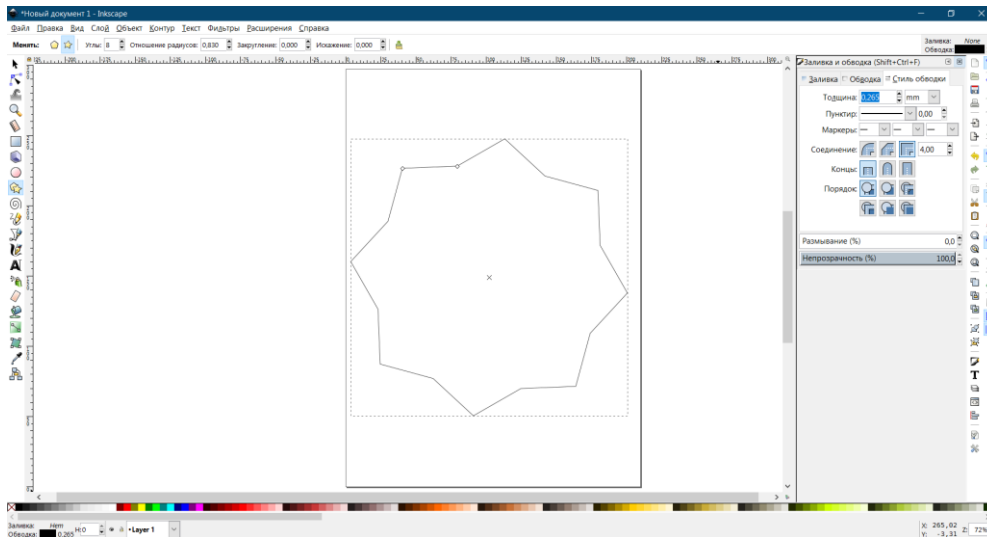 *Новый документ 1 - Inkscape
Файл Правка Вид Слой Объект Контур Текст Фильтры Расширения Справка
Менять: Углы: 8 Отношение радиусов: 0,830 Закругление: 0,000 Искажение: 0,000
Заливка: None
Обводка:
Заливка и обводка (Shift+Ctrl+F)
Заливка Обводка Стиль обводки
Толщина: 0,265 mm
Пунктир: 0,00
Маркеры:
Соединение: 4,00
Концы:
Порядок:
Размывание (%) 0,0
Непрозрачность (%) 100,0
Заливка: Нет
Обводка: 0,265
Н: 0
•Layer 1
X: 265,02
Y: -3,31
Z: 72%